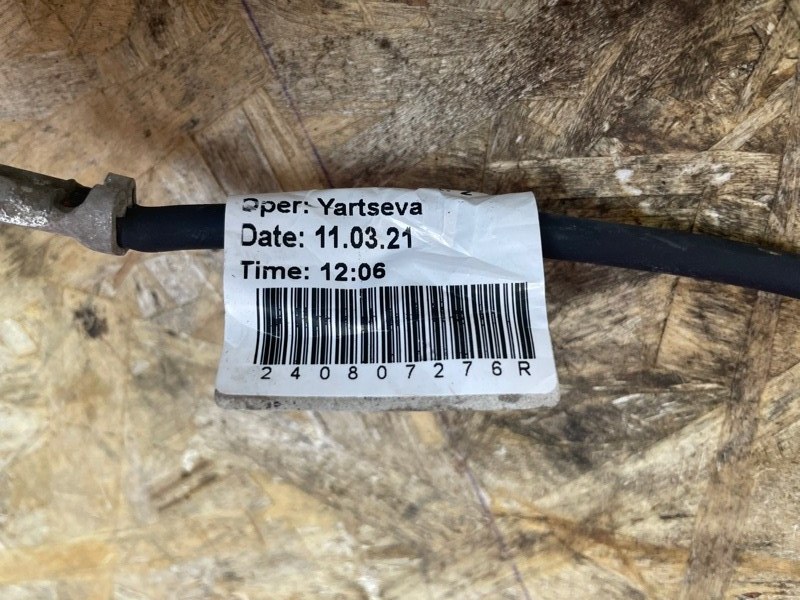 Oper: Yartseva
Date: 11.03.21
Time: 12:06
240807276R